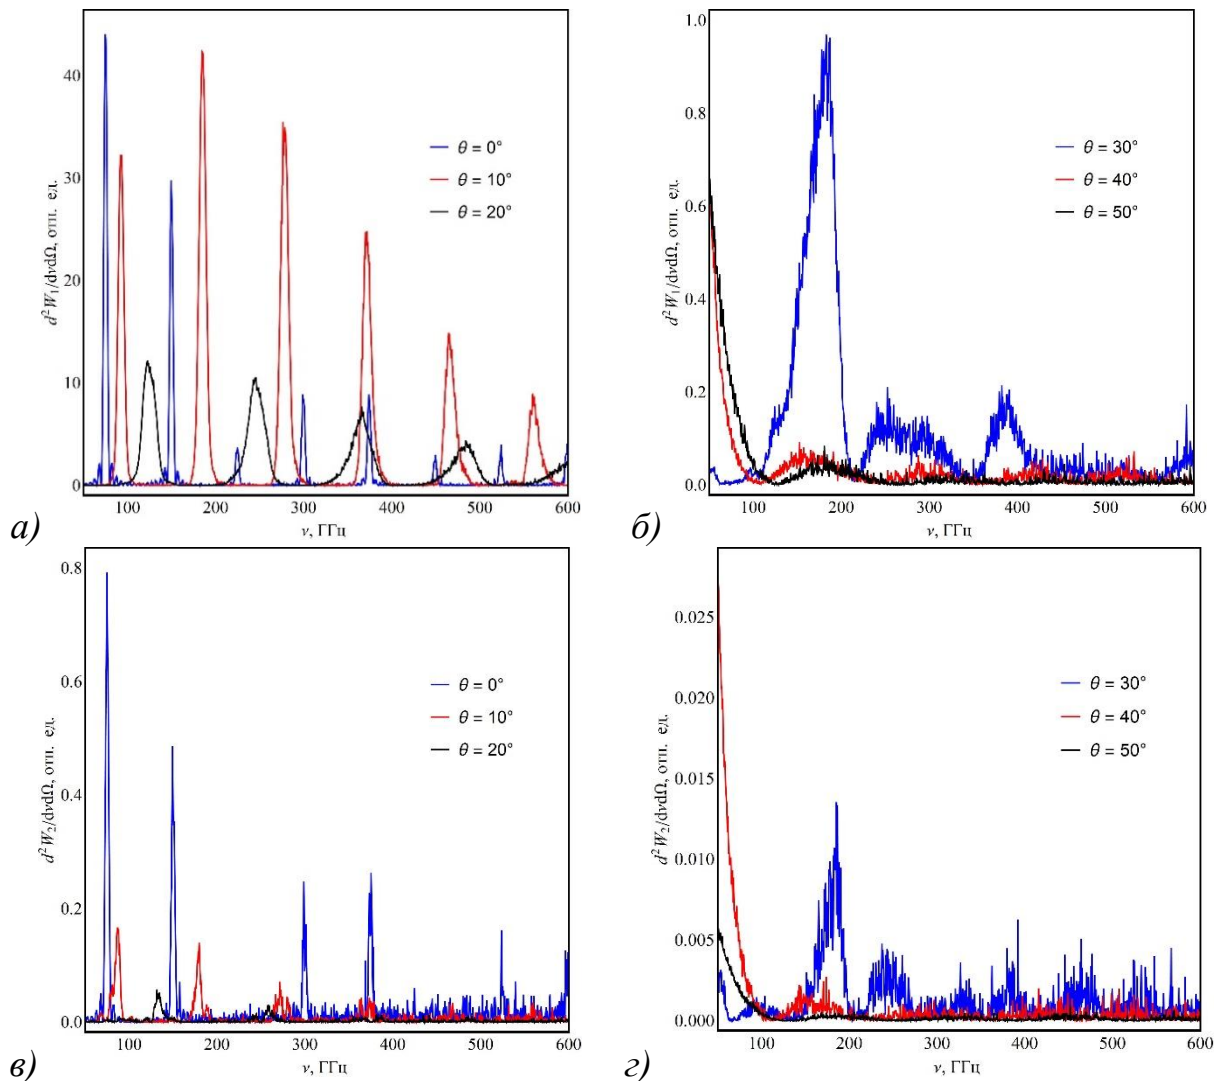 40
30
20
10
0
d²W₁/dνdΩ, отн. ед.
θ = 0°
θ = 10°
θ = 20°
100 200 300 400 500 600
ν, ГГц
а)
1.0
0.8
0.6
0.4
0.2
0.0
d²W₁/dνdΩ, отн. ед.
θ = 30°
θ = 40°
θ = 50°
100 200 300 400 500 600
ν, ГГц
б)
0.8
0.6
0.4
0.2
0.0
d²W₂/dνdΩ, отн. ед.
θ = 0°
θ = 10°
θ = 20°
100 200 300 400 500 600
ν, ГГц
в)
0.025
0.020
0.015
0.010
0.005
0.000
d²W₂/dνdΩ, отн. ед.
θ = 30°
θ = 40°
θ = 50°
100 200 300 400 500 600
ν, ГГц
г)